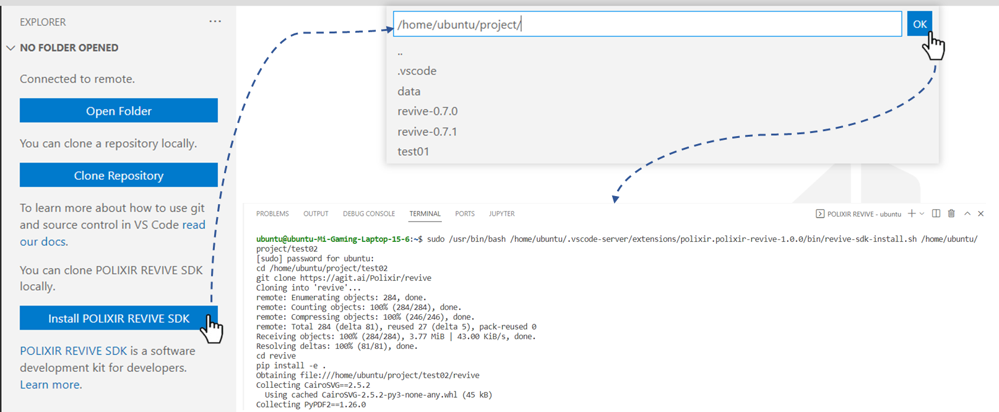 EXPLORER
···
NO FOLDER OPENED
Connected to remote.
Open Folder
You can clone a repository locally.
Clone Repository
To learn more about how to use git
and source control in VS Code read
our docs.
You can clone POLIXIR REVIVE SDK
locally.
Install POLIXIR REVIVE SDK
POLIXIR REVIVE SDK is a software
development kit for developers.
Learn more.
/home/ubuntu/project/
OK
..
.vscode
data
revive-0.7.0
revive-0.7.1
test01
PROBLEMS OUTPUT DEBUG CONSOLE TERMINAL PORTS JUPYTER
POLIXIR REVIVE - ubuntu
ubuntu@ubuntu-Mi-Gaming-Laptop-15-6:~$ sudo /usr/bin/bash /home/ubuntu/.vscode-server/extensions/polixir.polixir-revive-1.0.0/bin/revive-sdk-install.sh /home/ubuntu/
project/test02
[sudo] password for ubuntu:
cd /home/ubuntu/project/test02
git clone https://agit.ai/Polixir/revive
Cloning into 'revive'...
remote: Enumerating objects: 284, done.
remote: Counting objects: 100% (284/284), done.
remote: Compressing objects: 100% (246/246), done.
remote: Total 284 (delta 81), reused 27 (delta 5), pack-reused 0
Receiving objects: 100% (284/284), 3.77 MiB | 43.00 KiB/s, done.
Resolving deltas: 100% (81/81), done.
cd revive
pip install -e .
Obtaining file:///home/ubuntu/project/test02/revive
Collecting CairoSVG==2.5.2
Using cached CairoSVG-2.5.2-py3-none-any.whl (45 kB)
Collecting PyPDF2==1.26.0